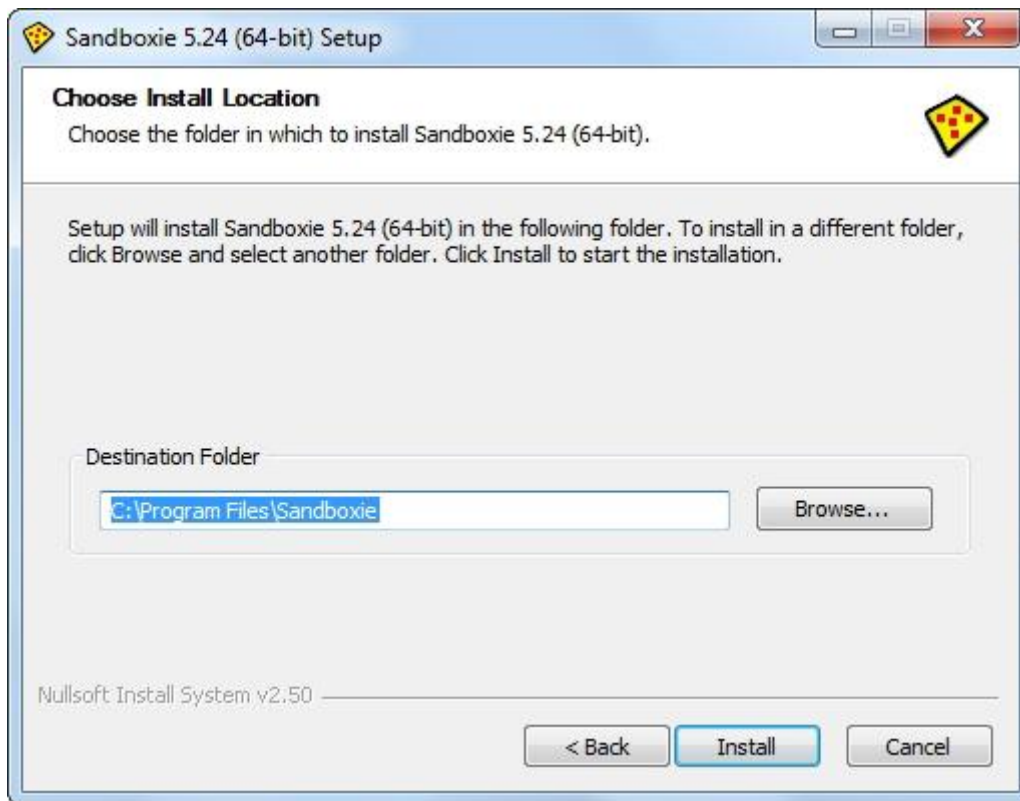 Sandboxie 5.24 (64-bit) Setup
Choose Install Location
Choose the folder in which to install Sandboxie 5.24 (64-bit).
Setup will install Sandboxie 5.24 (64-bit) in the following folder. To install in a different folder,
click Browse and select another folder. Click Install to start the installation.
Destination Folder
C:\Program Files\Sandboxie
Browse...
Nullsoft Install System v2.50
< Back
Install
Cancel